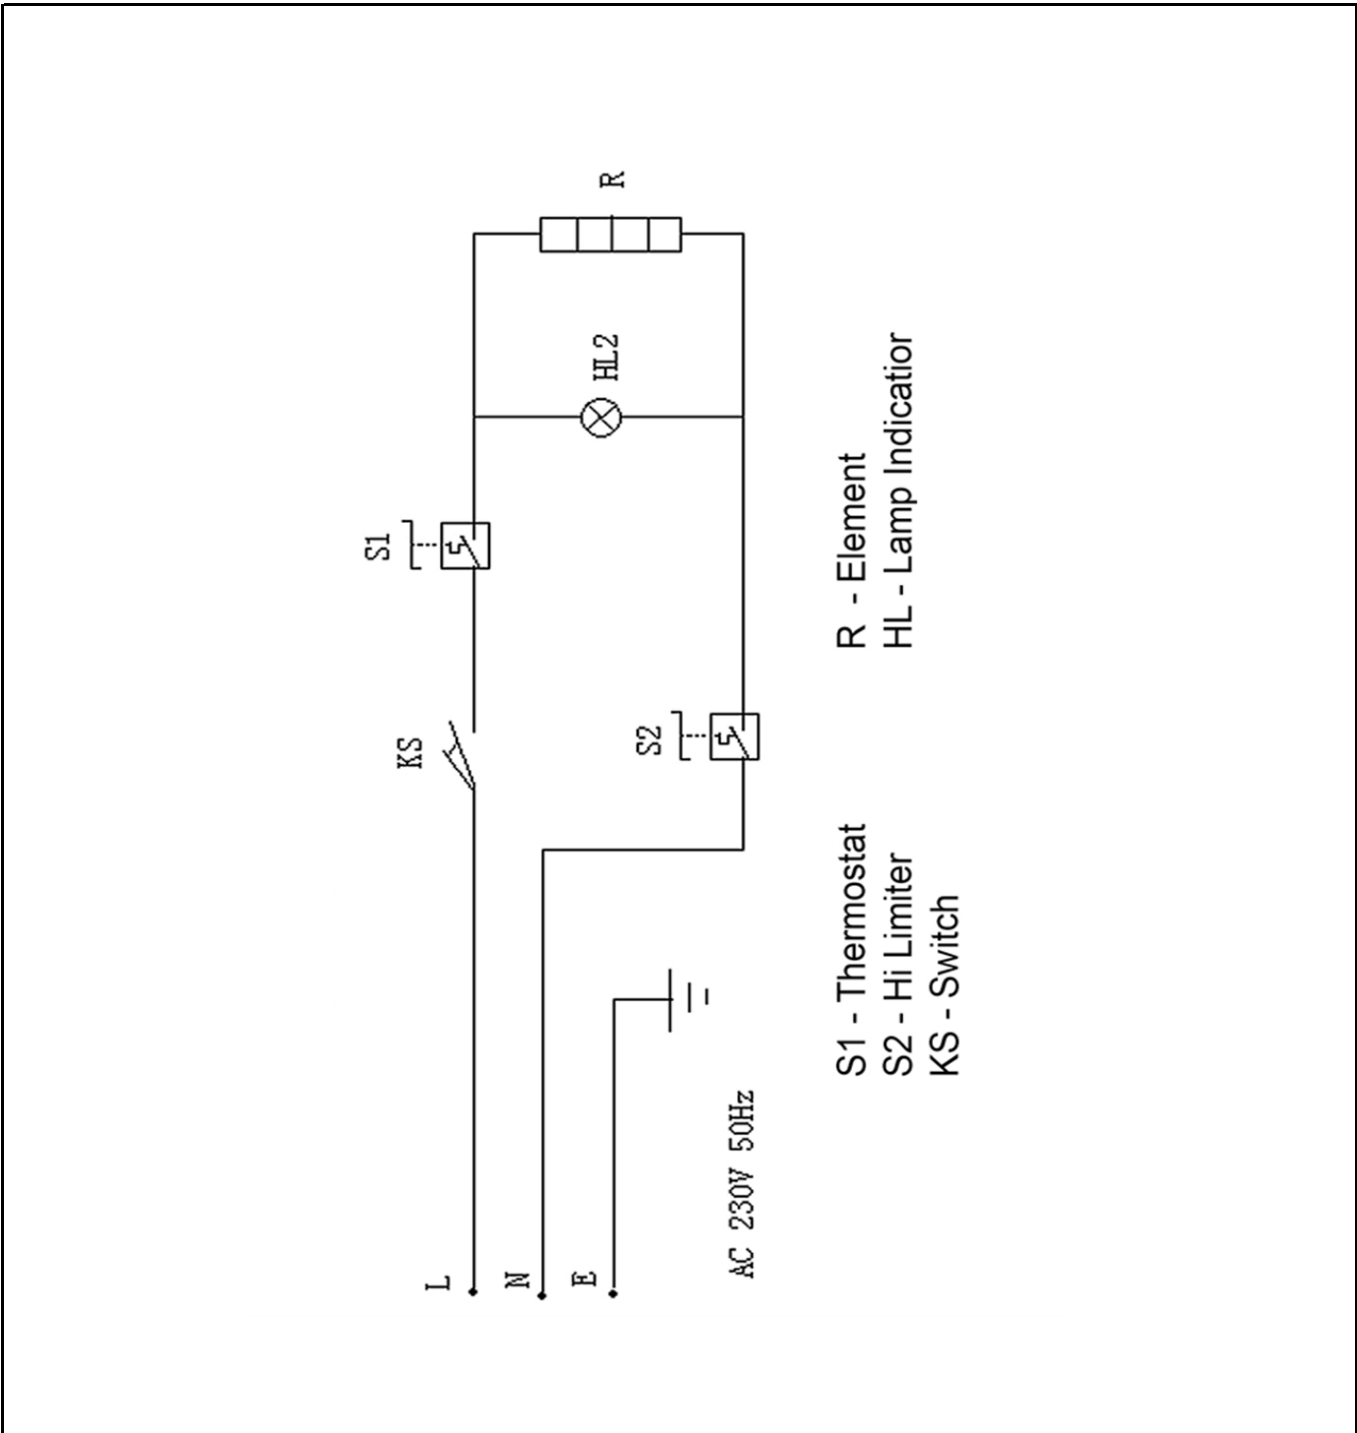 R
HL2
S1
KS
S2
L
N
E
AC 230V 50Hz
S1 - Thermostat
S2 - Hi Limiter
KS - Switch
R - Element
HL - Lamp Indicatior